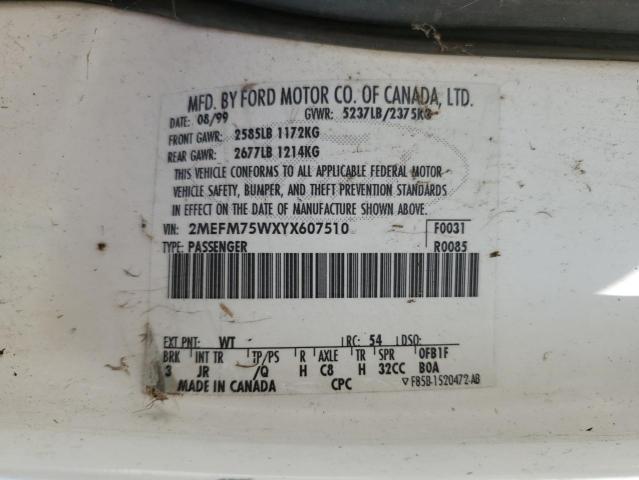 MFD. BY FORD MOTOR CO. OF CANADA, LTD.
DATE: 08/99 GVWR: 5237LB/2375KG
FRONT GAWR: 2585LB 1172KG
REAR GAWR: 2677LB 1214KG
THIS VEHICLE CONFORMS TO ALL APPLICABLE FEDERAL MOTOR
VEHICLE SAFETY, BUMPER, AND THEFT PREVENTION STANDARDS
IN EFFECT ON THE DATE OF MANUFACTURE SHOWN ABOVE.
VIN: 2MEFM75WXYX607510 F0031
TYPE: PASSENGER R0085
EXT PNT: WT RC: 54 DSO:
BRK INT TR TP/PS R AXLE TR SPR OFB1F
3 JR /Q H C8 H 32CC BOA
MADE IN CANADA CPC F85B-1520472-AB